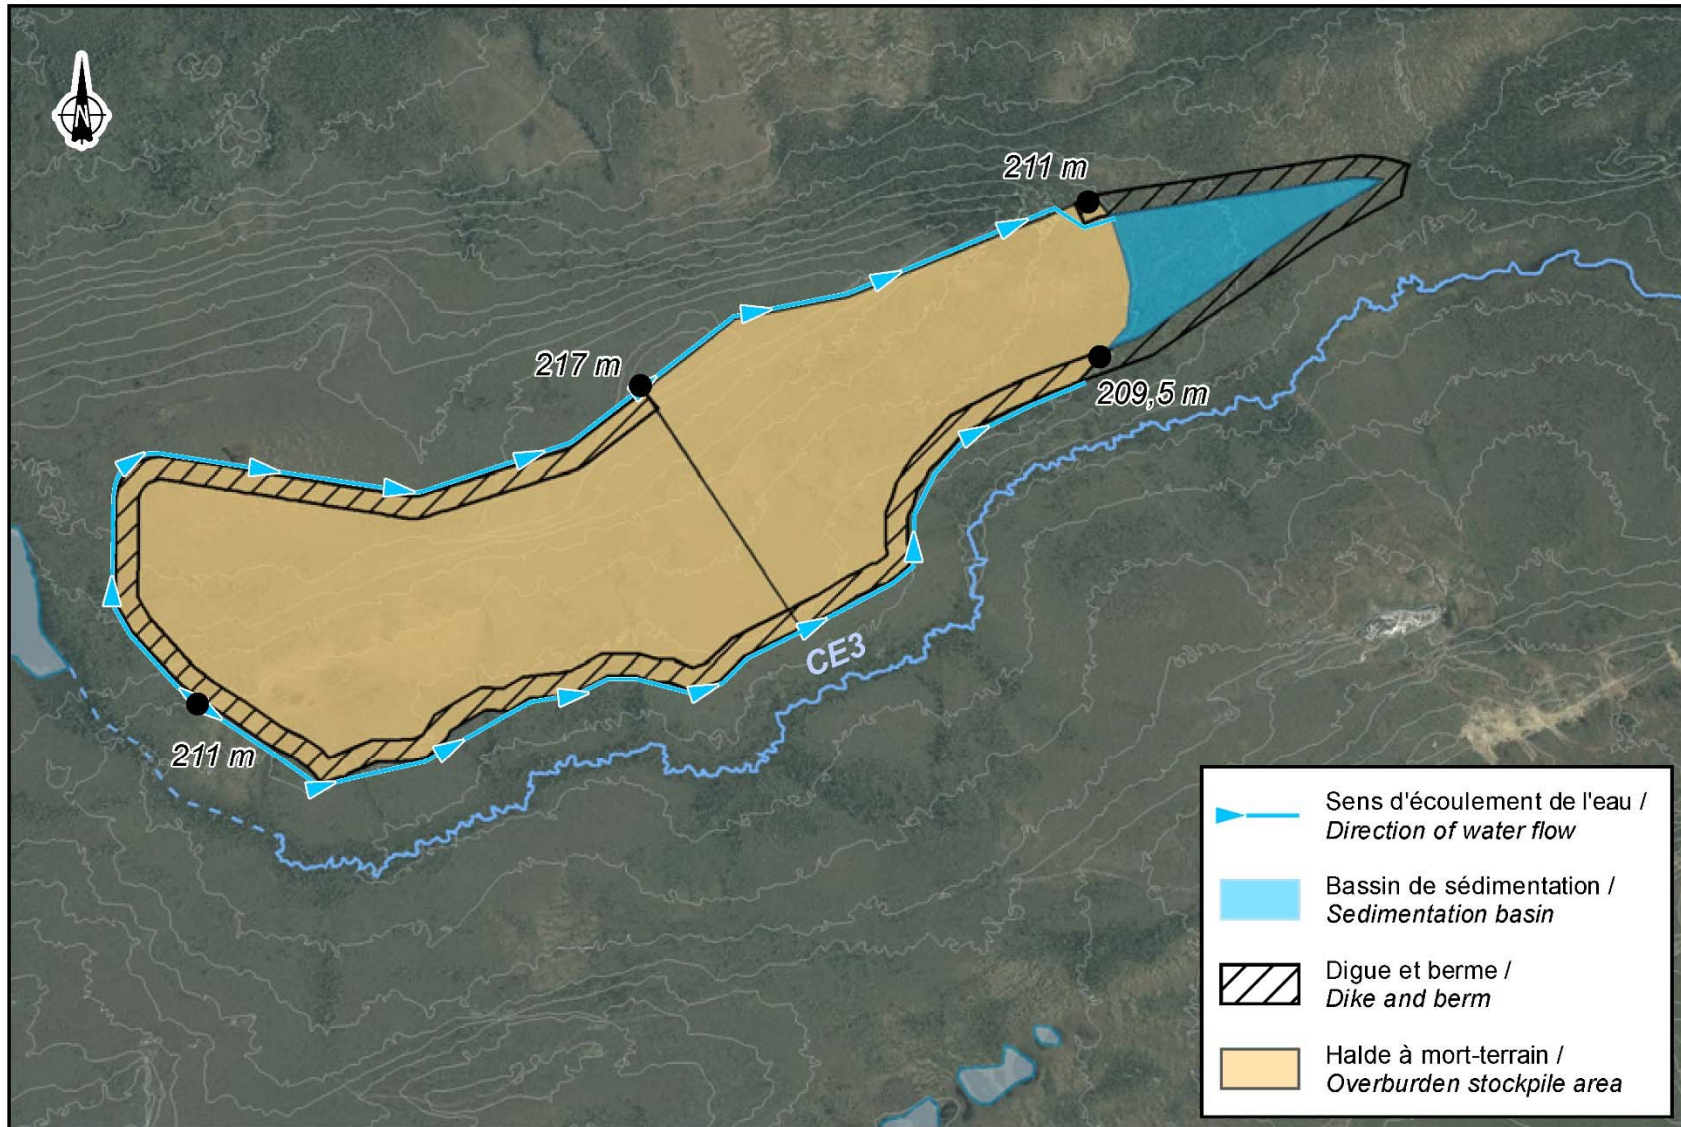 N
211 m
217 m
209,5 m
CE3
211 m
Sens d'écoulement de l'eau /
Direction of water flow
Bassin de sédimentation /
Sedimentation basin
Digue et berme /
Dike and berm
Halde à mort-terrain /
Overburden stockpile area